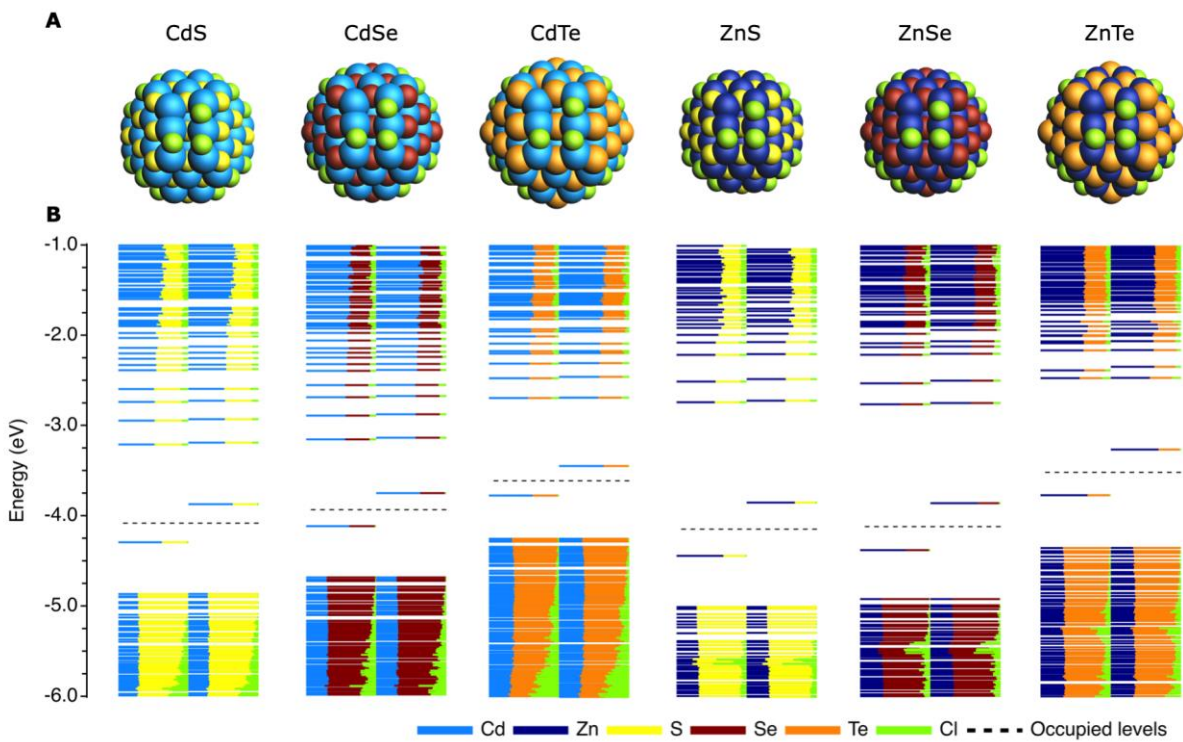 A
CdS CdSe CdTe ZnS ZnSe ZnTe
B
-1.0
-2.0
-3.0
-4.0
-5.0
-6.0
Energy (eV)
Cd Zn S Se Te Cl Occupied levels